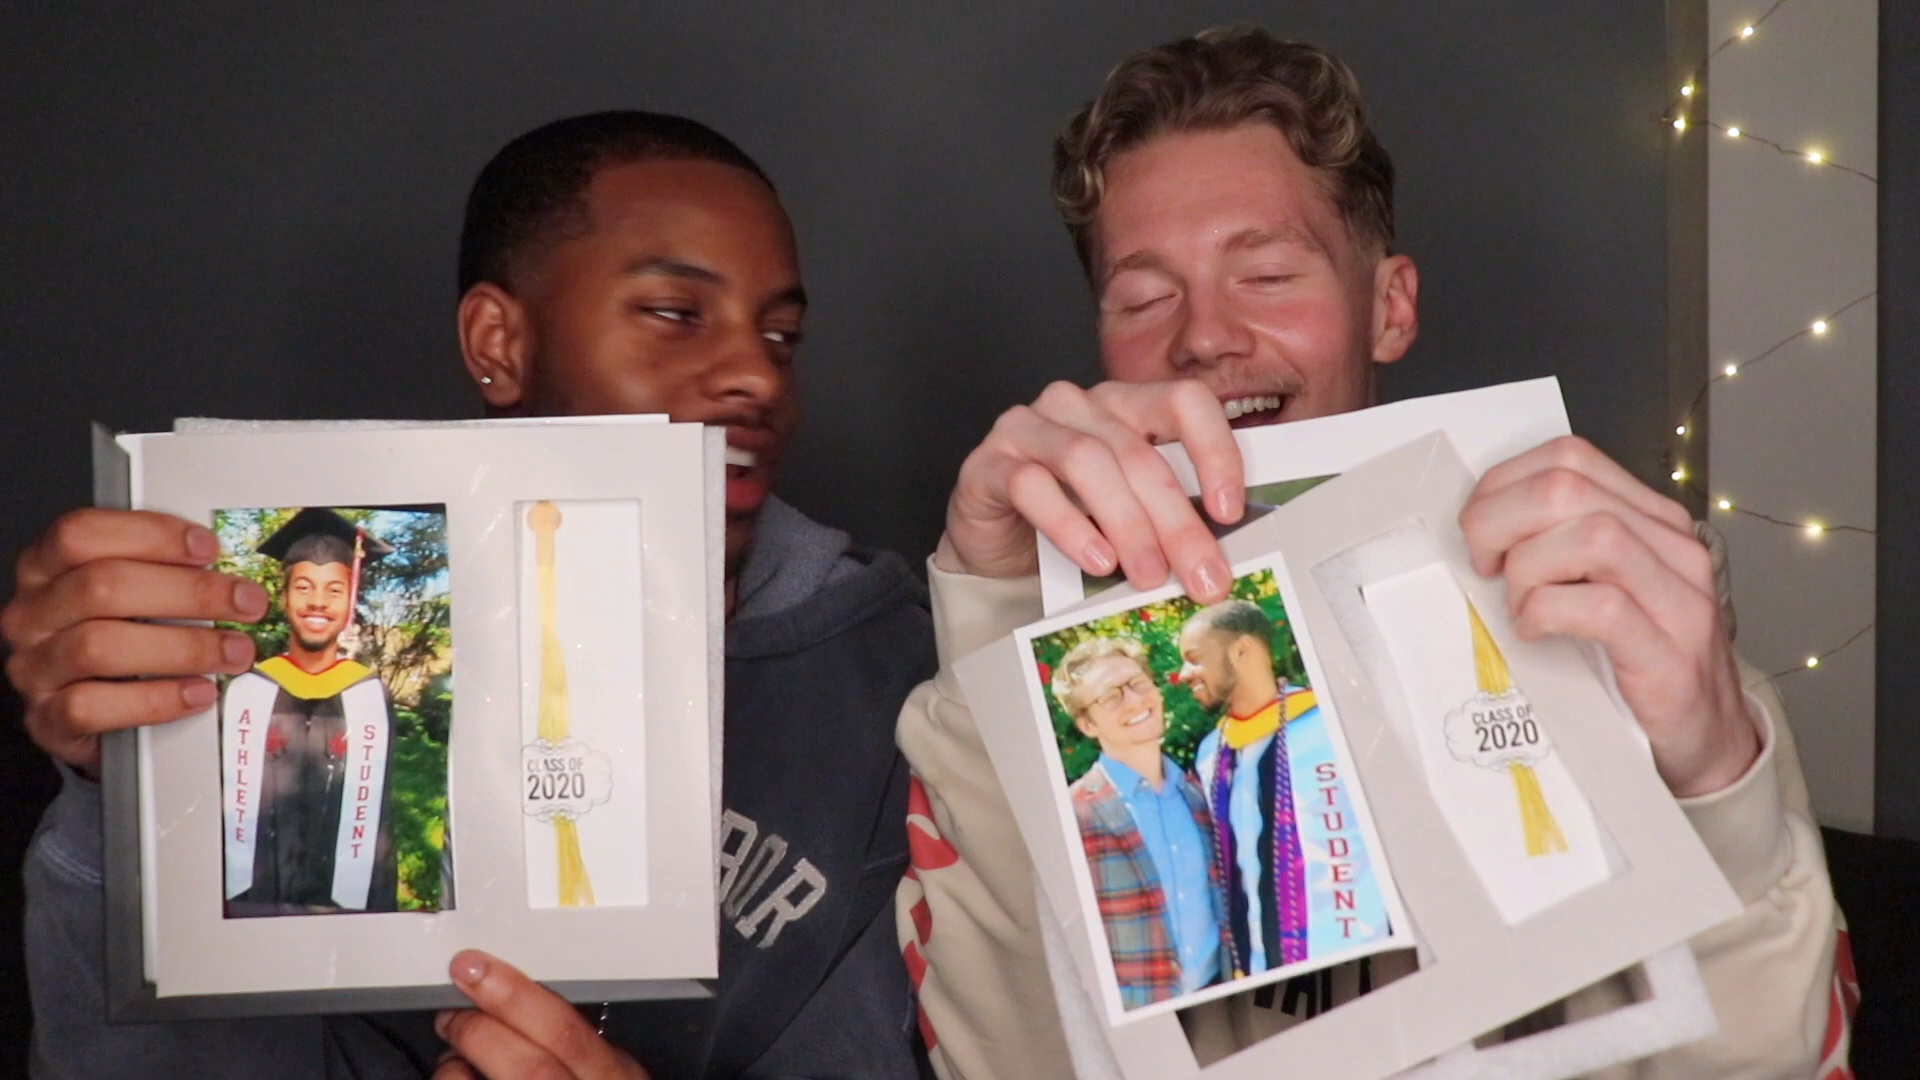 ATHLETE
STUDENT
CLASS OF
2020
STUDENT
CLASS OF
2020